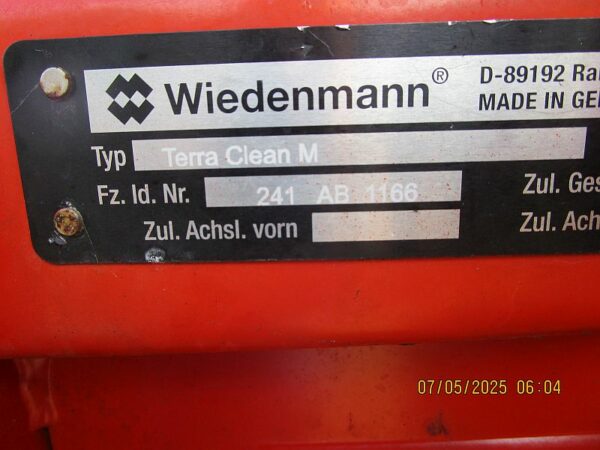 Wiedenmann®
D-89192 Ra
MADE IN GE
Typ Terra Clean M
Fz. Id. Nr. 241 AB 1166
Zul. Ges
Zul. Achsl. vorn
Zul. Ach
07/05/2025 06:04